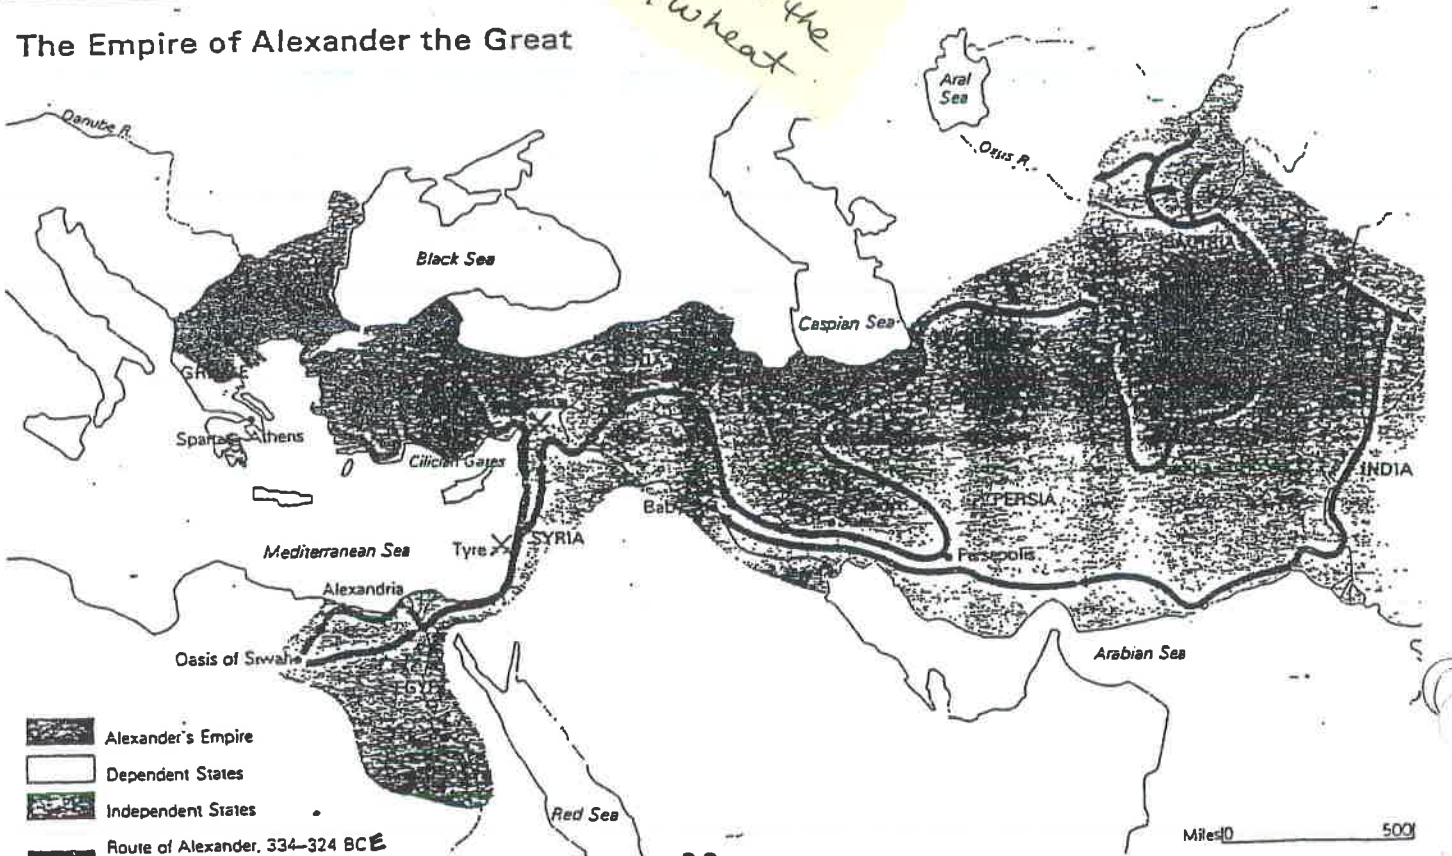 The Empire of Alexander the Great
the
wheat
Aral
Sea
Danube R.
Oxus R.
Black Sea
Caspian Sea
Sparta
Athens
Cilician Gates
INDIA
PERSIA
Mediterranean Sea
Tyre
SYRIA
Persepolis
Alexandria
Oasis of Siwah
Arabian Sea
Alexander's Empire
Dependent States
Independent States
Route of Alexander, 334–324 BCE
Red Sea
Miles 0 500